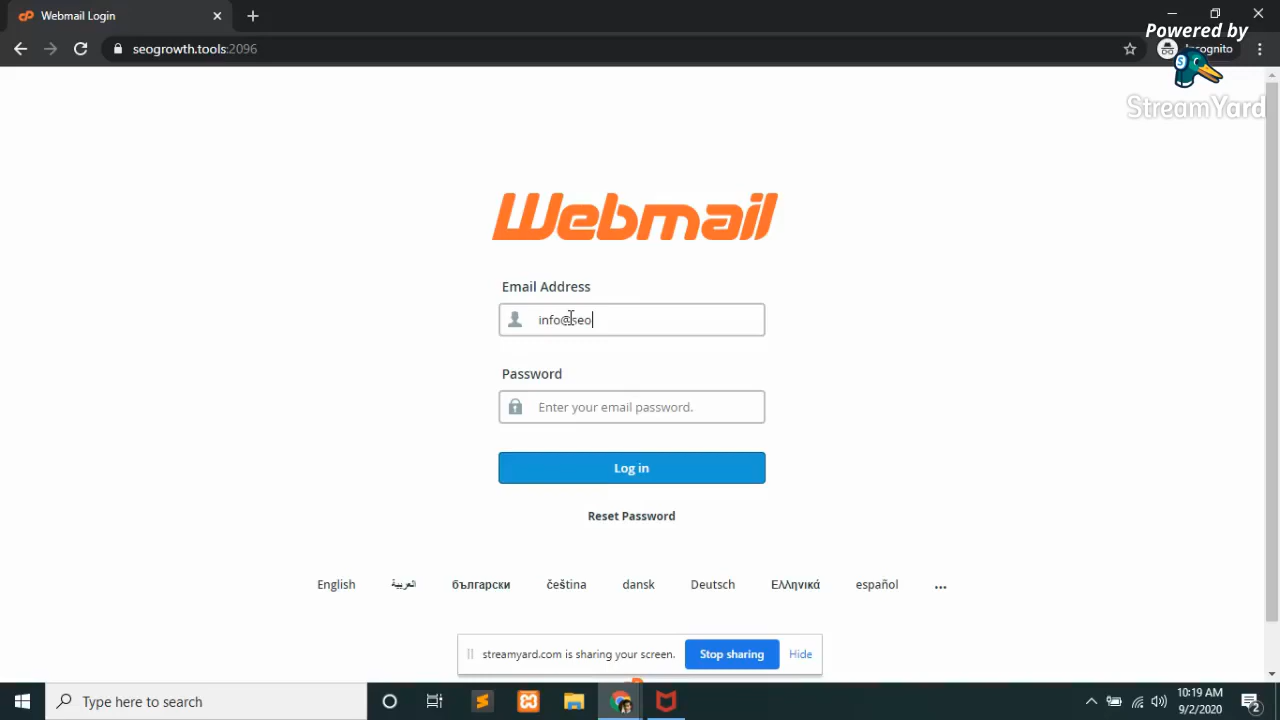 Webmail Login
seogrowth.tools:2096
Incognito
Powered by
StreamYard
Webmail
Email Address
info@seo
Password
Enter your email password.
Log in
Reset Password
English العربية български čeština dansk Deutsch Ελληνικά español ...
streamyard.com is sharing your screen. Stop sharing Hide
Type here to search
10:19 AM
9/2/2020
2